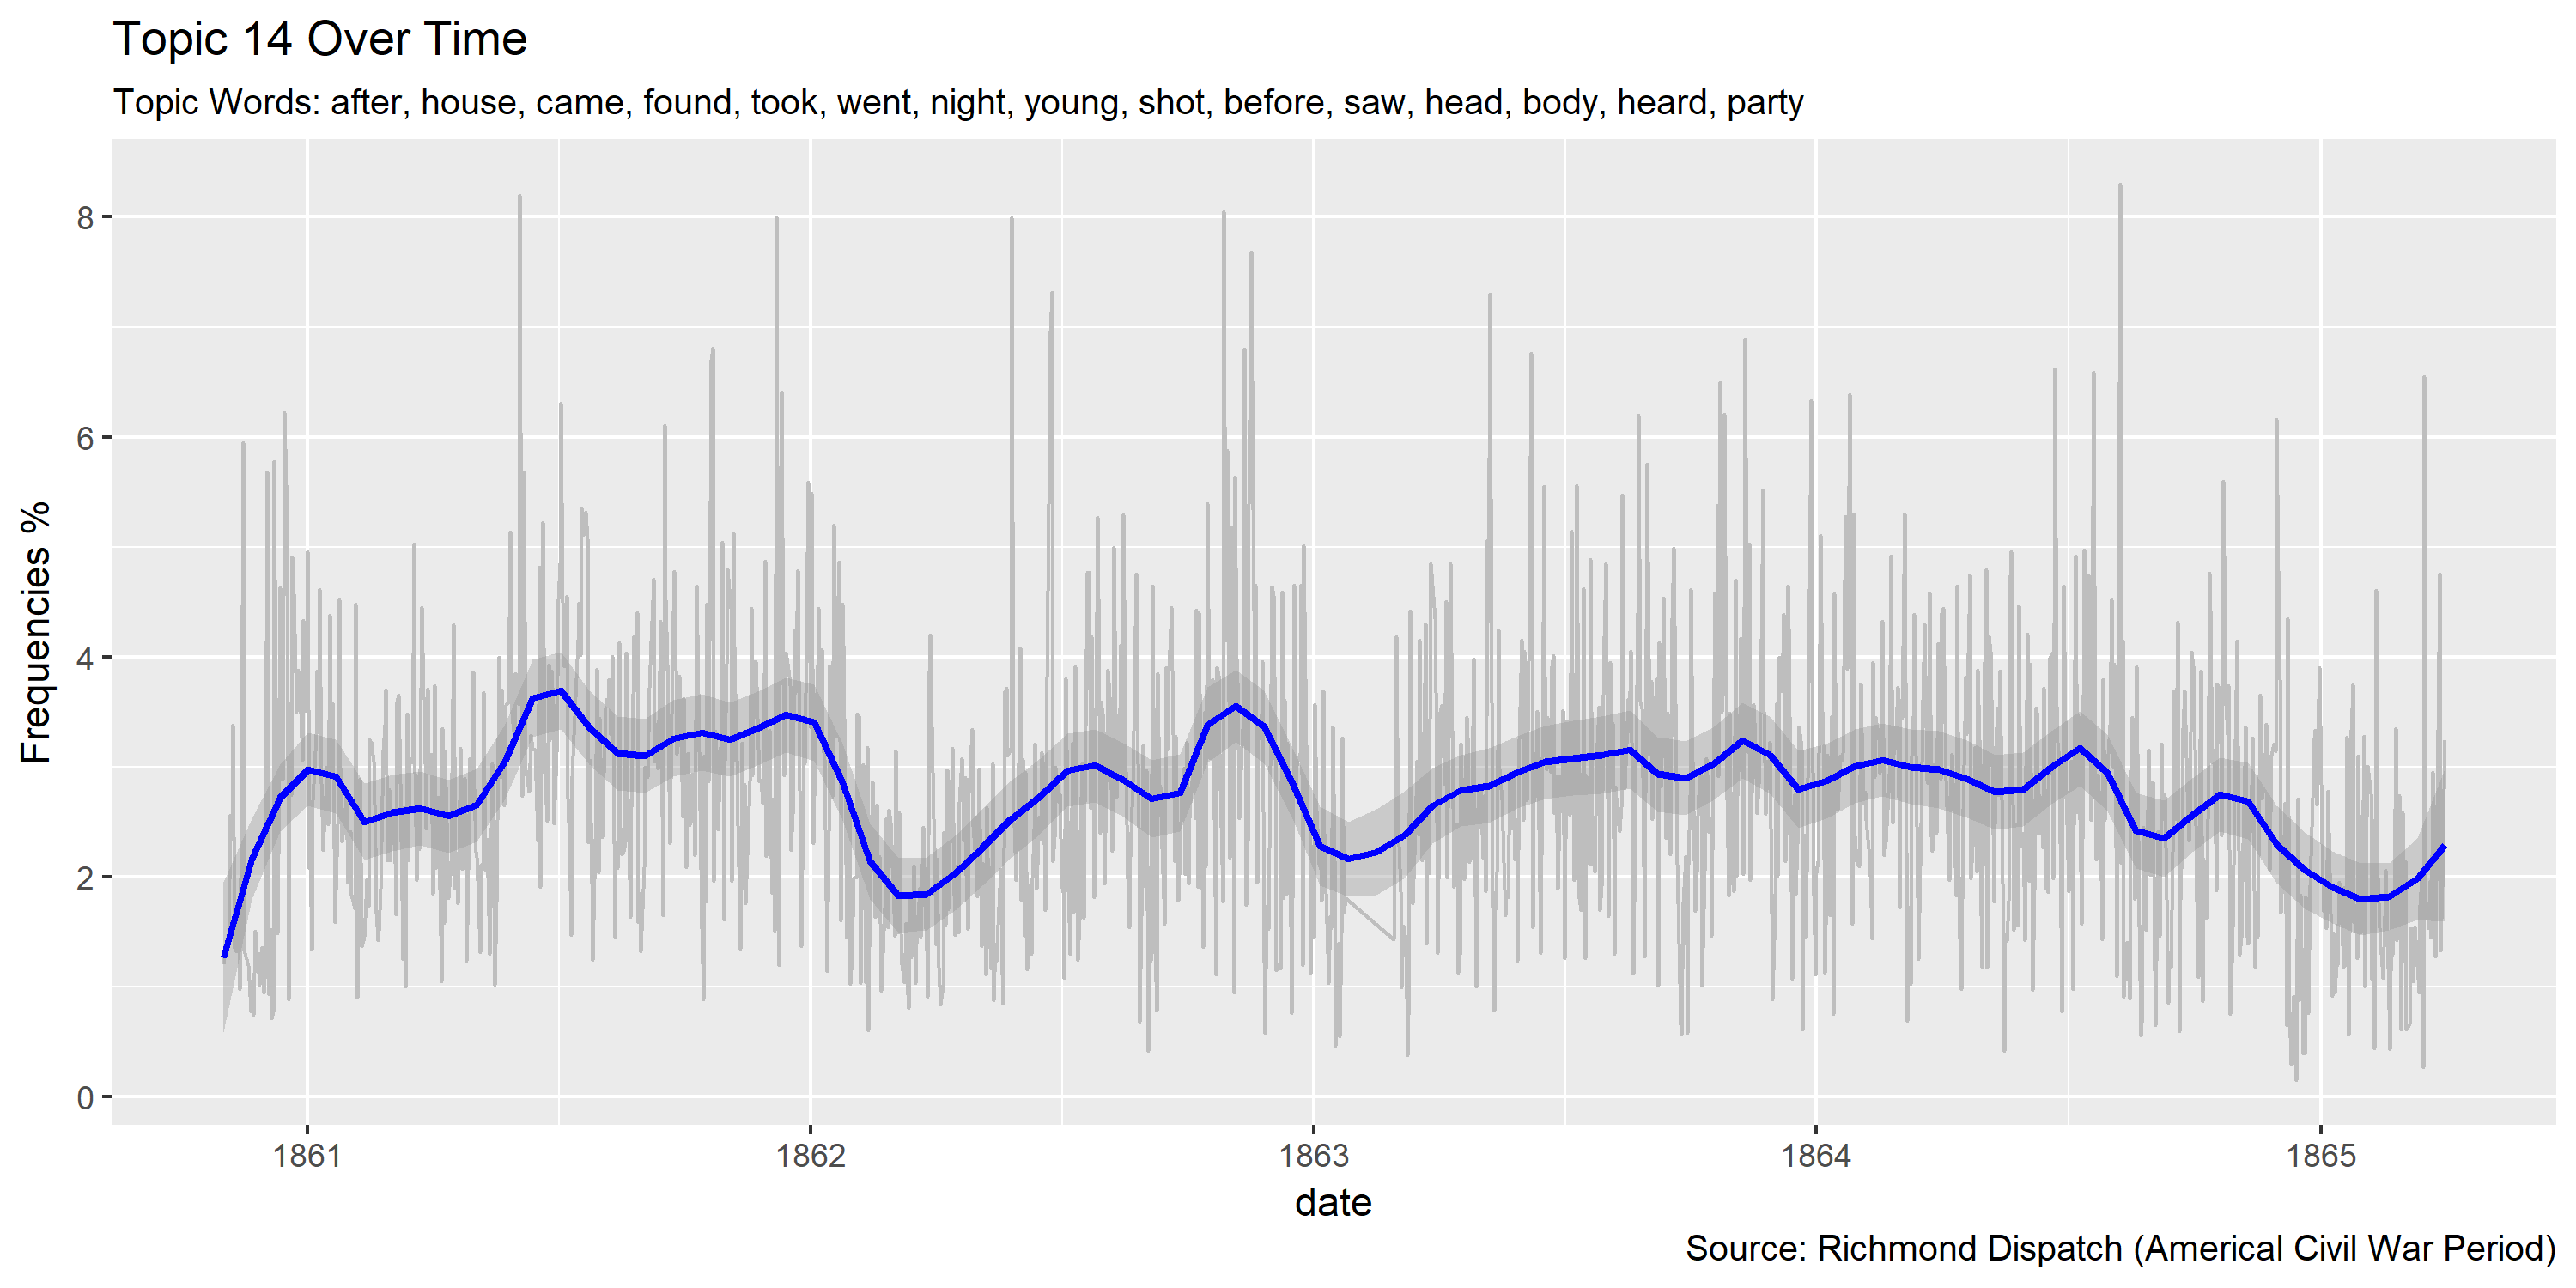 Topic 14 Over Time
Topic Words: after, house, came, found, took, went, night, young, shot, before, saw, head, body, heard, party
Frequencies %
8
6
4
2
0
1861 1862 1863 1864 1865
date
Source: Richmond Dispatch (Americal Civil War Period)